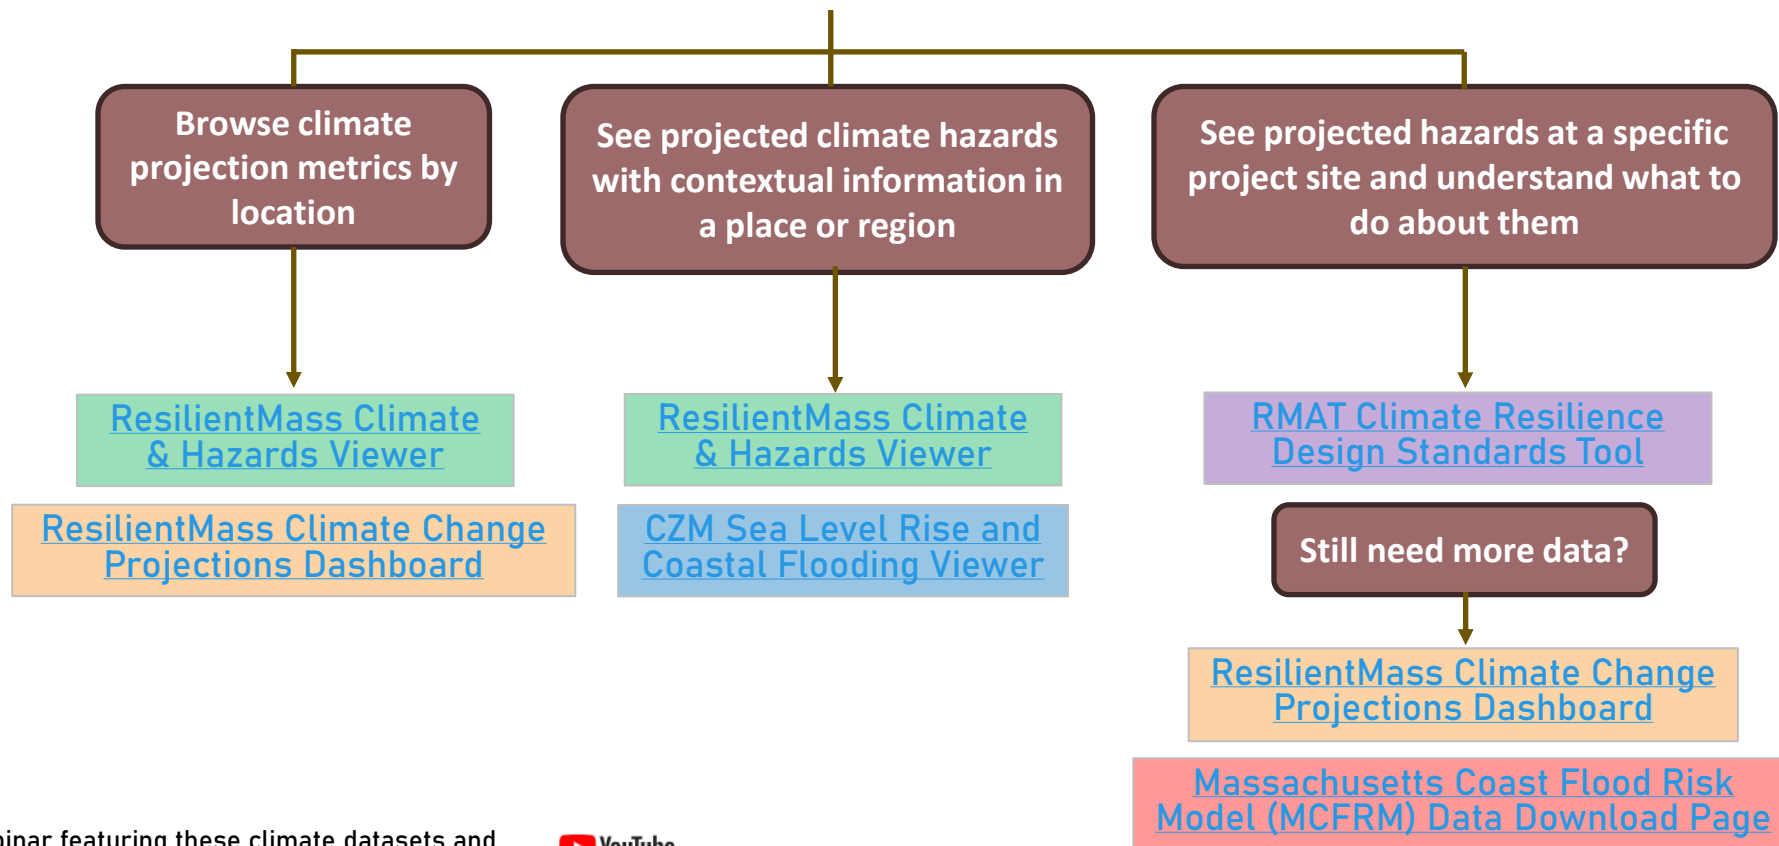 Browse climate
projection metrics by
location
See projected climate hazards
with contextual information in
a place or region
See projected hazards at a specific
project site and understand what to
do about them
ResilientMass Climate
& Hazards Viewer
ResilientMass Climate Change
Projections Dashboard
ResilientMass Climate
& Hazards Viewer
CZM Sea Level Rise and
Coastal Flooding Viewer
RMAT Climate Resilience
Design Standards Tool
Still need more data?
ResilientMass Climate Change
Projections Dashboard
Massachusetts Coast Flood Risk
Model (MCFRM) Data Download Page
featuring these climate datasets and
YouTube